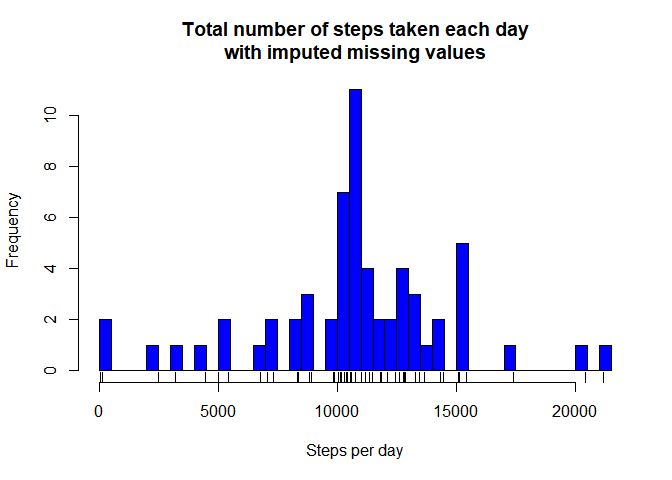 Total number of steps taken each day
with imputed missing values
Frequency
10
8
6
4
2
0
0 5000 10000 15000 20000
Steps per day